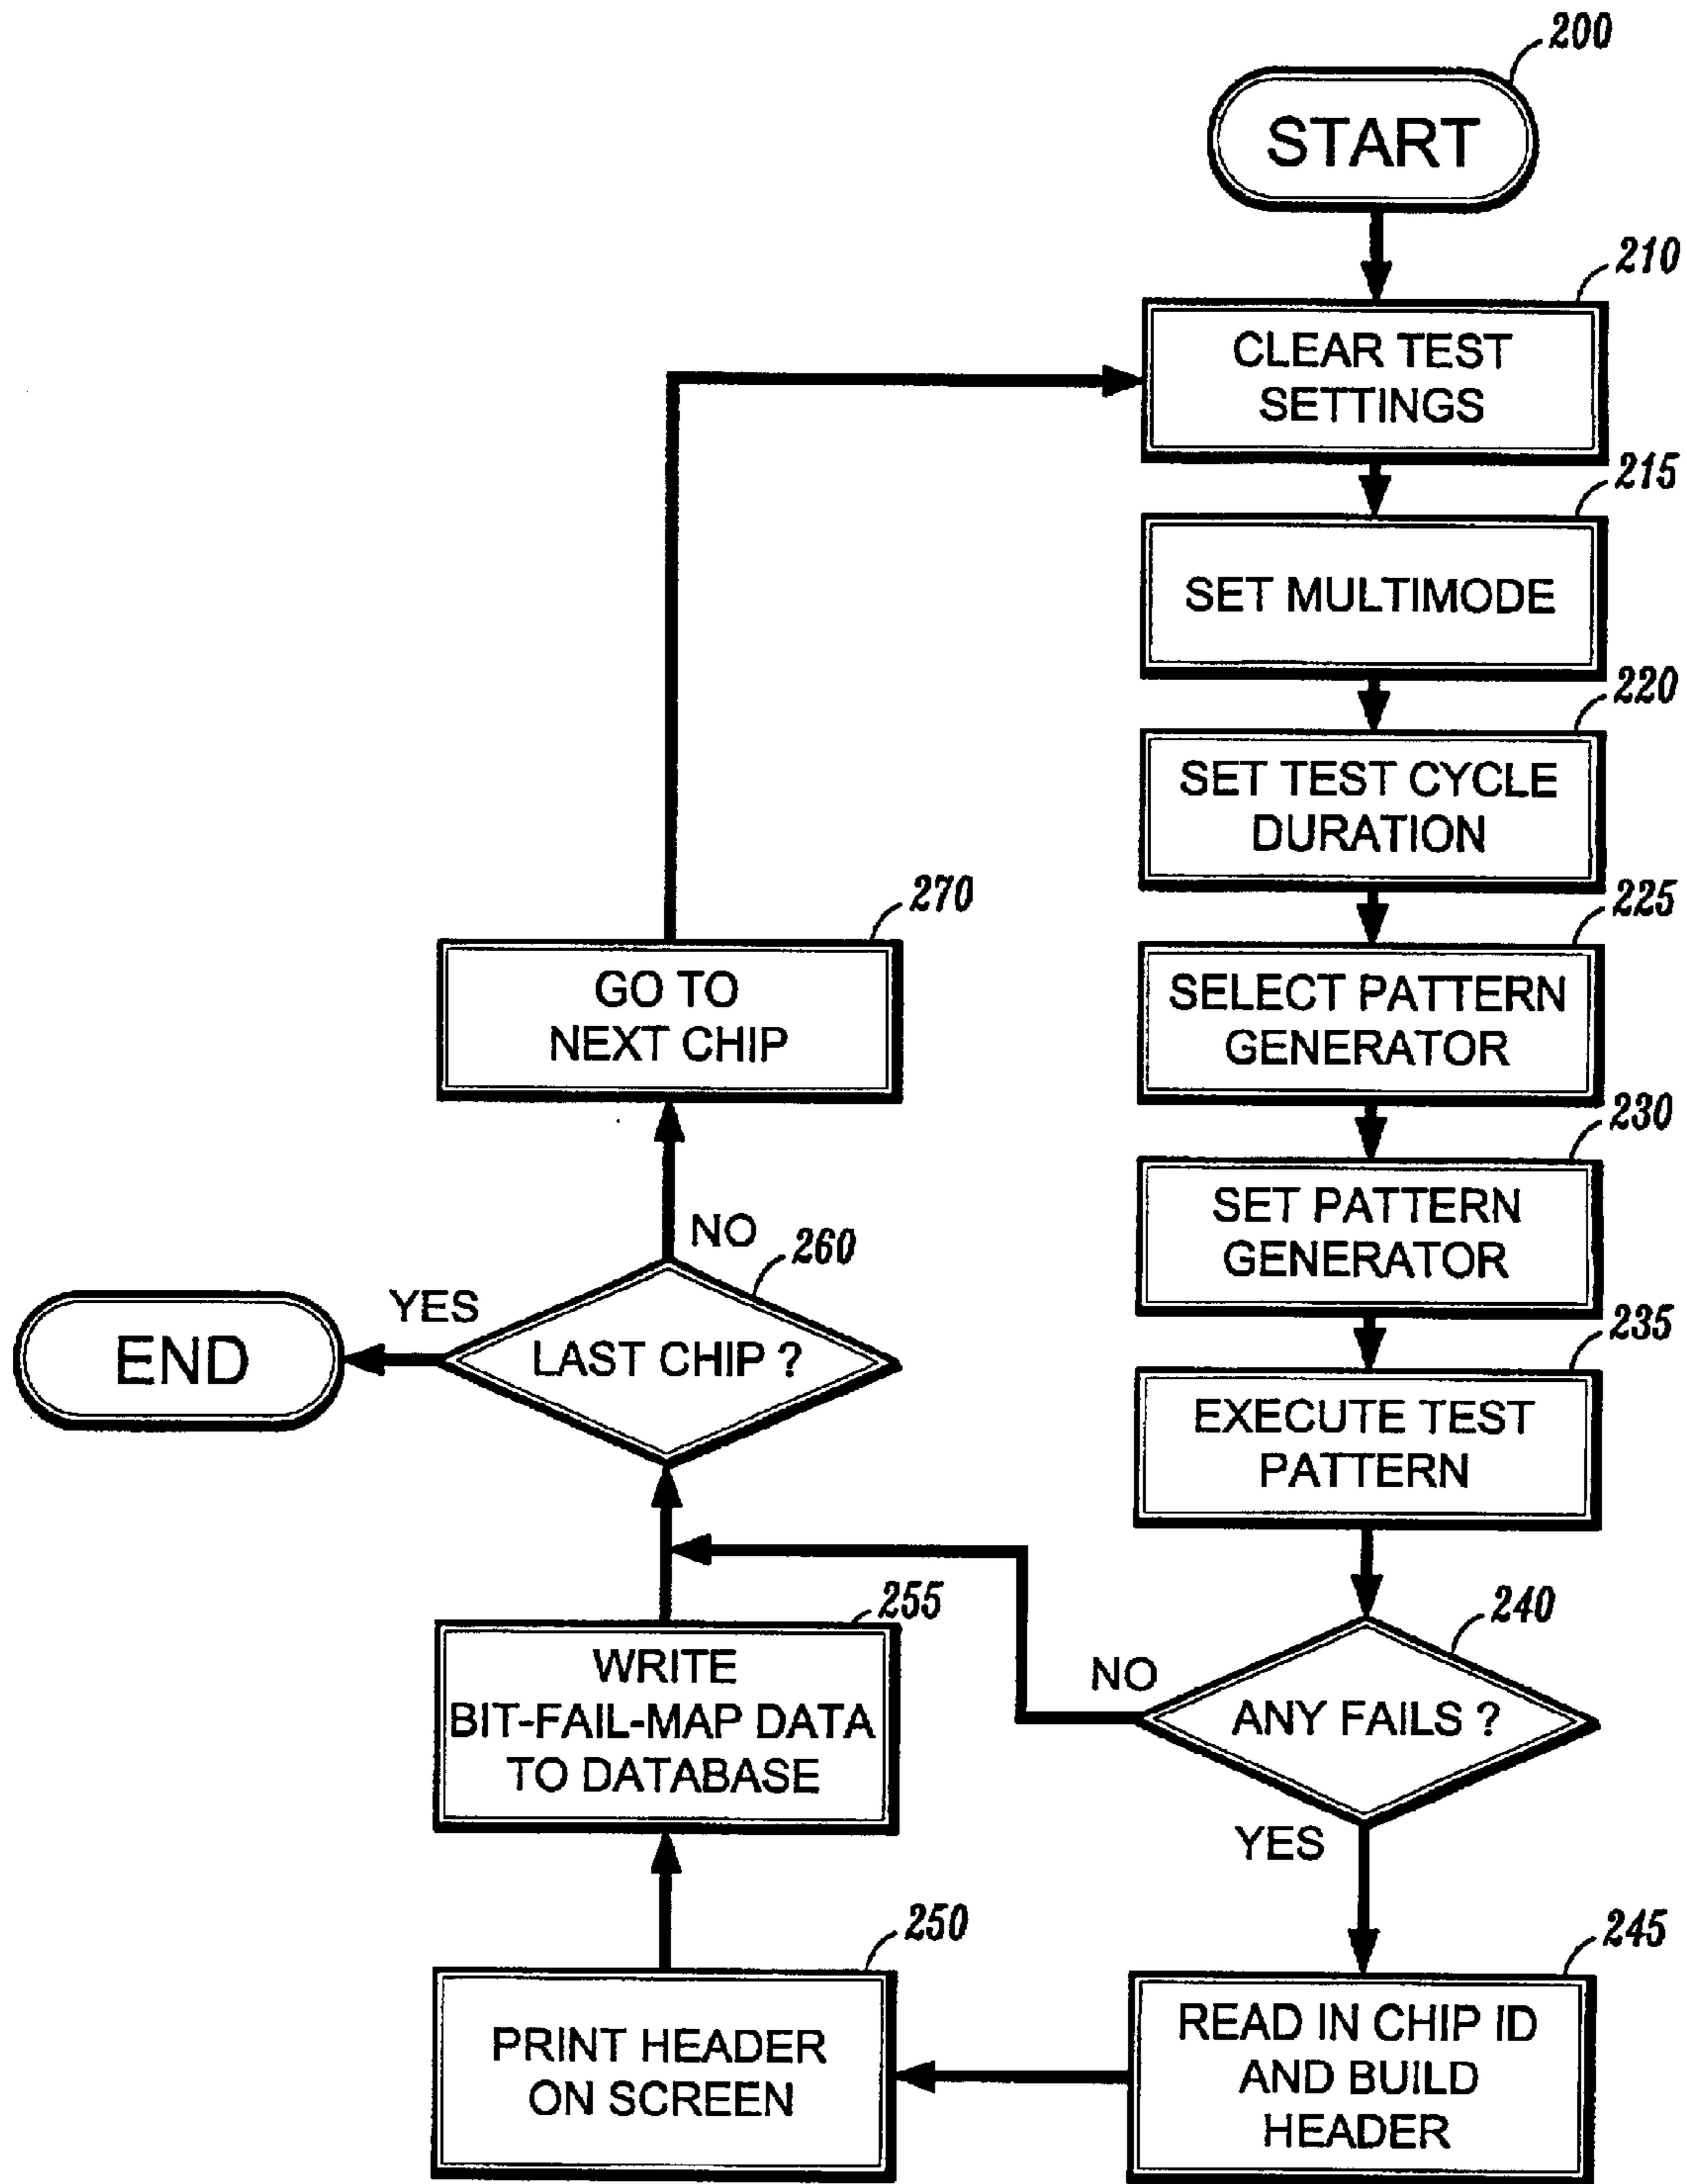 200
START
210
CLEAR TEST
SETTINGS
215
SET MULTIMODE
220
SET TEST CYCLE
DURATION
225
SELECT PATTERN
GENERATOR
230
SET PATTERN
GENERATOR
235
EXECUTE TEST
PATTERN
240
ANY FAILS ?
NO
YES
245
READ IN CHIP ID
AND BUILD
HEADER
250
PRINT HEADER
ON SCREEN
255
WRITE
BIT-FAIL-MAP DATA
TO DATABASE
260
LAST CHIP ?
YES
END
NO
270
GO TO
NEXT CHIP